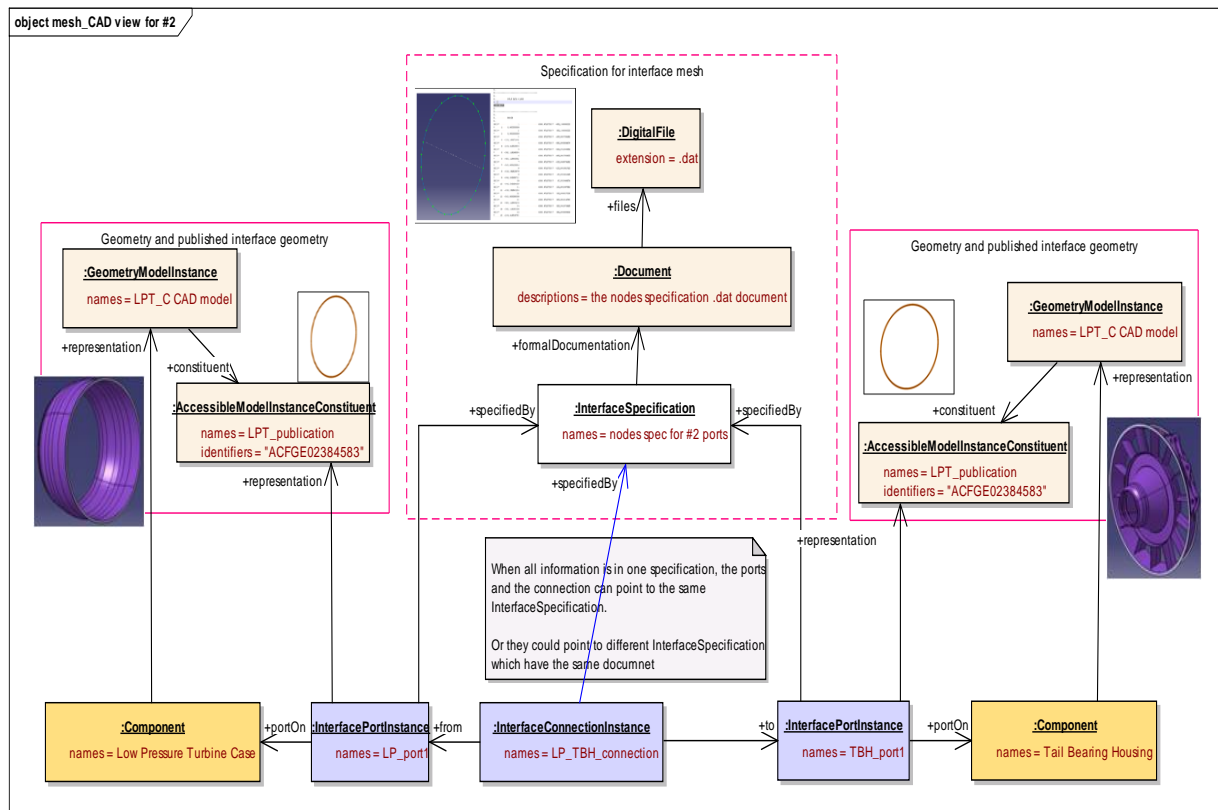 object mesh_CAD view for #2
Specification for interface mesh
:DigitalFile
extension = .dat
+files
Geometry and published interface geometry
:GeometryModelInstance
names = LPT_C CAD model
+representation
+constituent
:AccessibleModelInstanceConstituent
names = LPT_publication
identifiers = "ACFGE02384583"
+representation
:Document
descriptions = the nodes specification .dat document
+formalDocumentation
+specifiedBy
:InterfaceSpecification
names = nodes spec for #2 ports
+specifiedBy
+specifiedBy
Geometry and published interface geometry
:GeometryModelInstance
names = LPT_C CAD model
+representation
+constituent
:AccessibleModelInstanceConstituent
names = LPT_publication
identifiers = "ACFGE02384583"
+representation
When all information is in one specification, the ports
and the connection can point to the same
InterfaceSpecification.
Or they could point to different InterfaceSpecification
which have the same documnet
:Component
names = Low Pressure Turbine Case
+portOn
:InterfacePortInstance
names = LP_port1
+from
:InterfaceConnectionInstance
names = LP_TBH_connection
+to
:InterfacePortInstance
names = TBH_port1
+portOn
:Component
names = Tail Bearing Housing